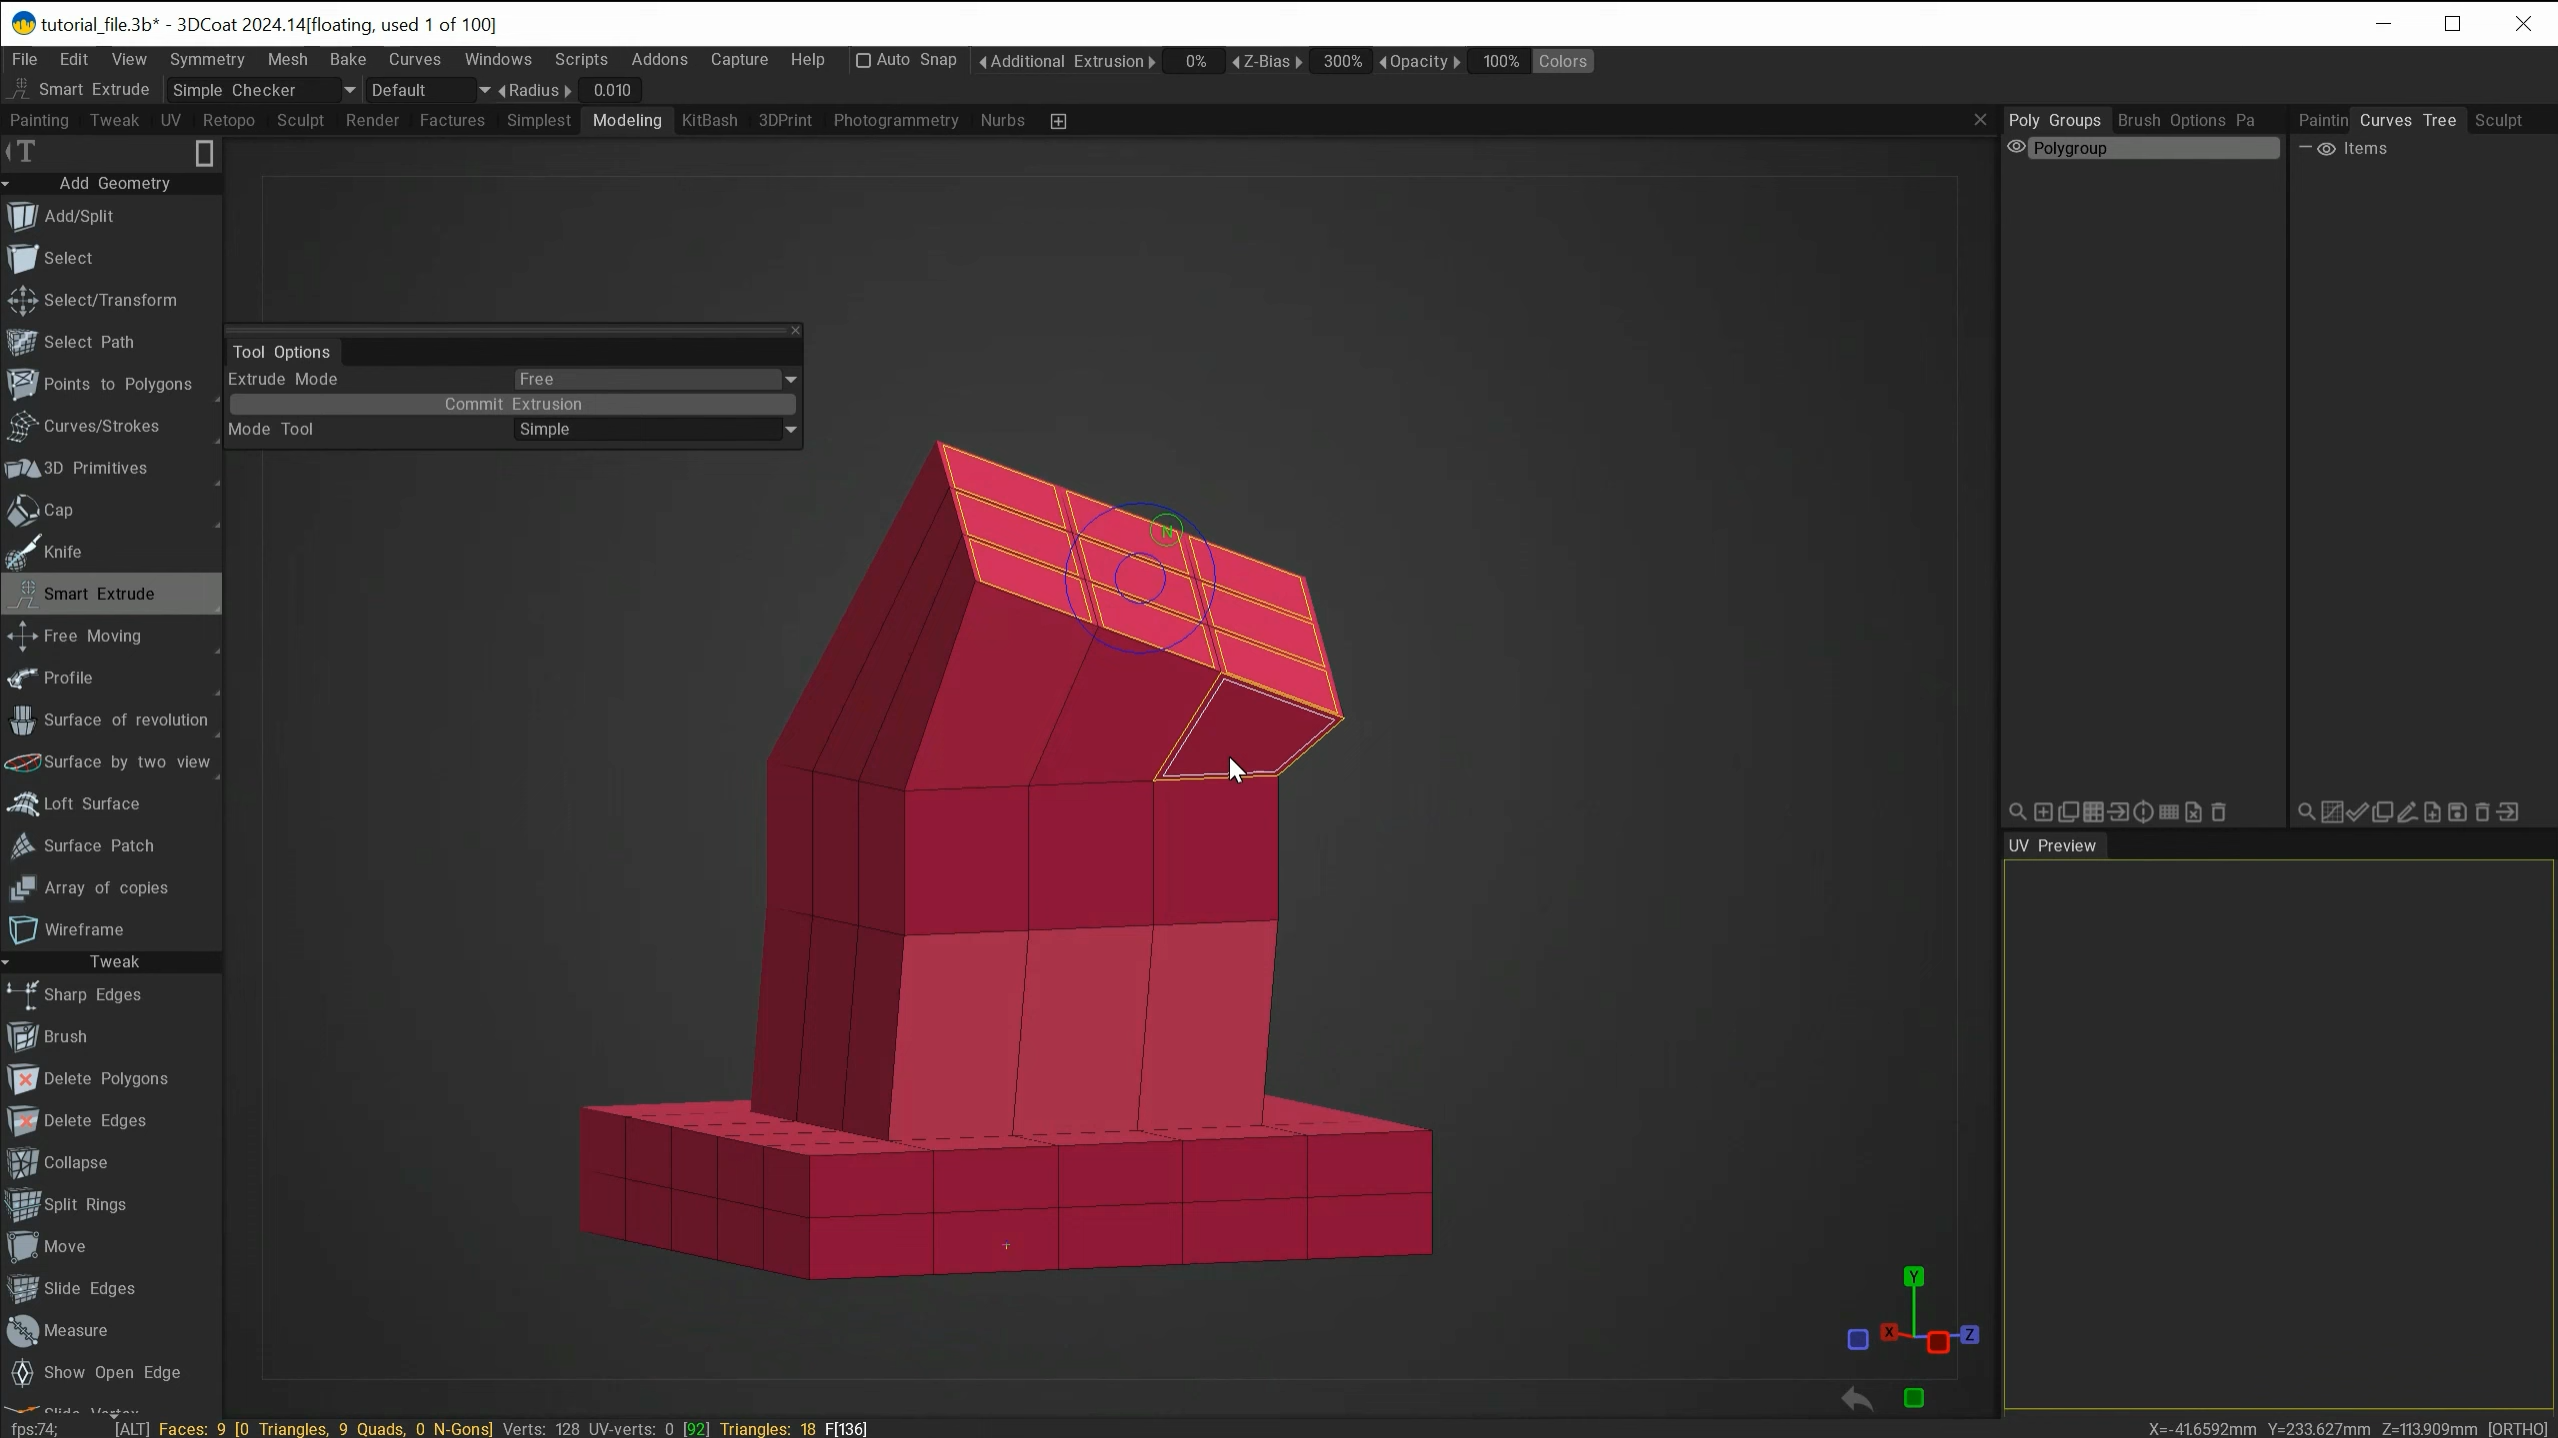 tutorial_file.3b* - 3DCoat 2024.14[floating, used 1 of 100]
File Edit View Symmetry Mesh Bake Curves Windows Scripts Addons Capture Help Auto Snap Additional Extrusion 0% Z-Bias 300% Opacity 100% Colors
Smart Extrude Simple Checker Default Radius 0.010
Painting Tweak UV Retopo Sculpt Render Factures Simplest Modeling KitBash 3DPrint Photogrammetry Nurbs
Poly Groups Brush Options Pa
Paintin Curves Tree Sculpt
T
Polygroup
Items
Add Geometry
Add/Split
Select
Select/Transform
Select Path
Points to Polygons
Curves/Strokes
3D Primitives
Cap
Knife
Smart Extrude
Free Moving
Profile
Surface of revolution
Surface by two view
Loft Surface
Surface Patch
Array of copies
Wireframe
Tweak
Sharp Edges
Brush
Delete Polygons
Delete Edges
Collapse
Split Rings
Move
Slide Edges
Measure
Show Open Edge
Tool Options
Extrude Mode Free
Commit Extrusion
Mode Tool Simple
N
UV Preview
Y
X
Z
fps:74; [ALT] Faces: 9 [0 Triangles, 9 Quads, 0 N-Gons] Verts: 128 UV-verts: 0 [92] Triangles: 18 F[136]
X=-41.6592mm Y=233.627mm Z=113.909mm [ORTHO]